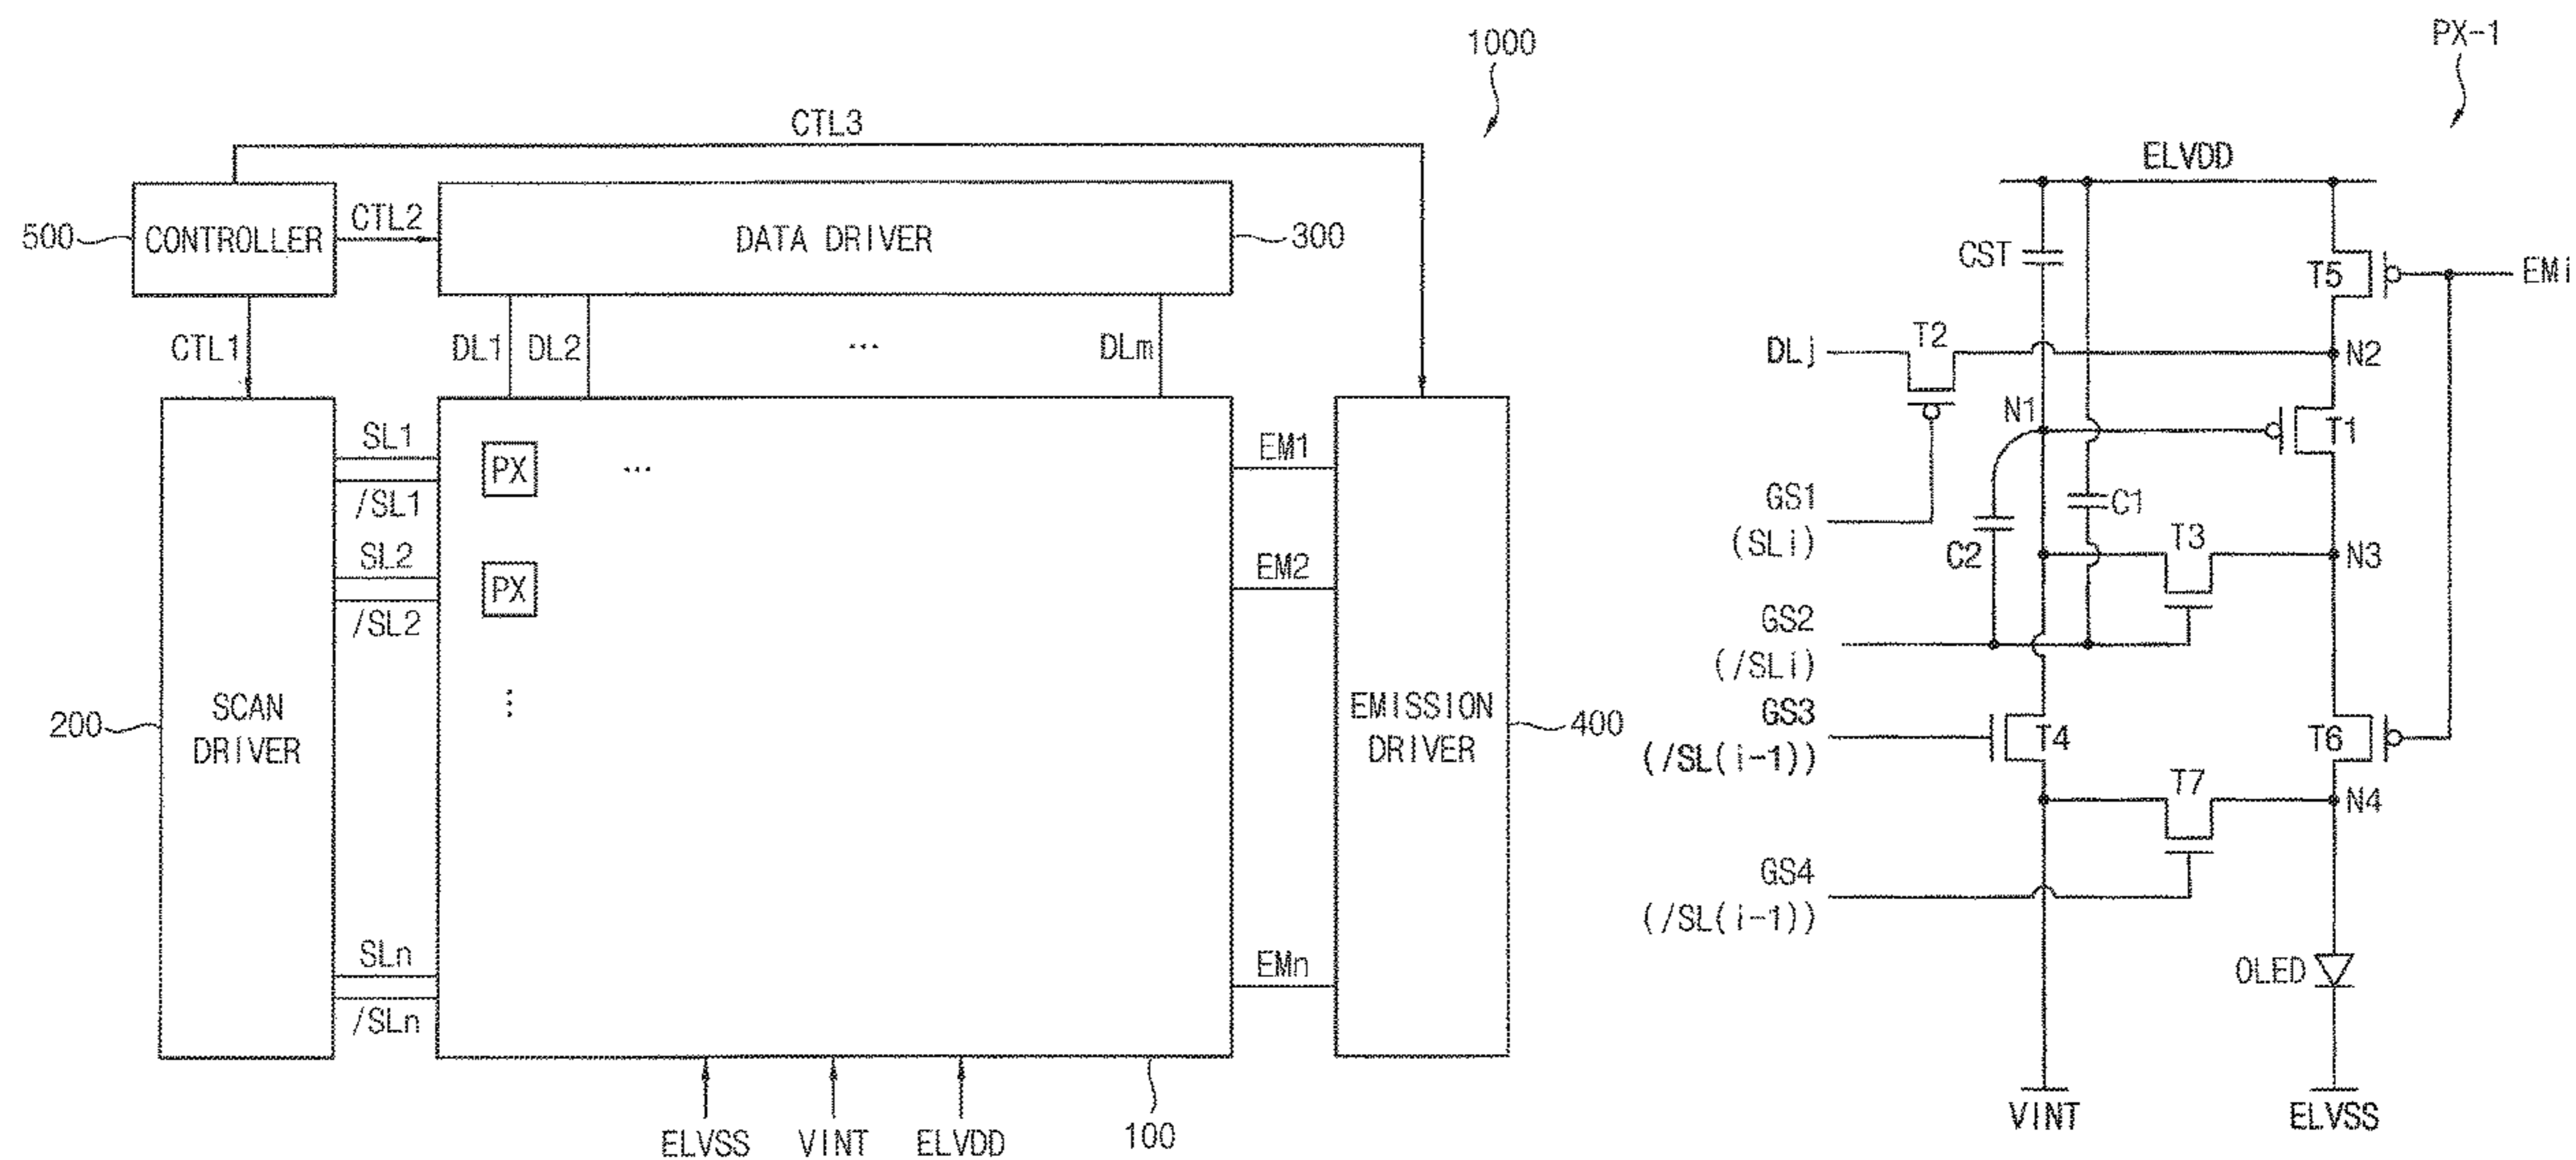 1000
CTL3
500
CONTROLLER
CTL2
DATA DRIVER
300
CTL1
DL1
DL2
...
DLm
SL1
/SL1
SL2
/SL2
SLn
/SLn
PX
...
PX
...
EM1
EM2
EMn
200
SCAN
DRIVER
EMISSION
DRIVER
400
ELVSS
VINT
ELVDD
100
PX-1
ELVDD
CST
T5
EMi
DLj
T2
N2
N1
T1
GS1
(SLi)
C2
C1
T3
N3
GS2
(/SLi)
GS3
(/SL(i-1))
T4
T6
T7
N4
GS4
(/SL(i-1))
OLED
VINT
ELVSS